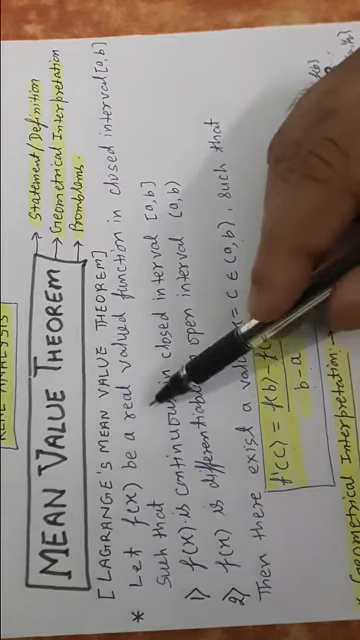 REAL ANALYSIS
MEAN VALUE THEOREM
→ Statement/Definition
→ Geometrical Interpretation
→ Promblems.
[LAGRANGE'S MEAN VALUE THEOREM]
* Let f(x) be a real valued function in closed interval [a,b]
Such that
1) f(x) is continuous in closed interval [a,b]
2) f(x) is differentiable open interval (a,b)
Then there exist a value = C ∈ (a,b), such that
f'(C) = f(b) - f(
b-a
* Geometrical Interpretation →